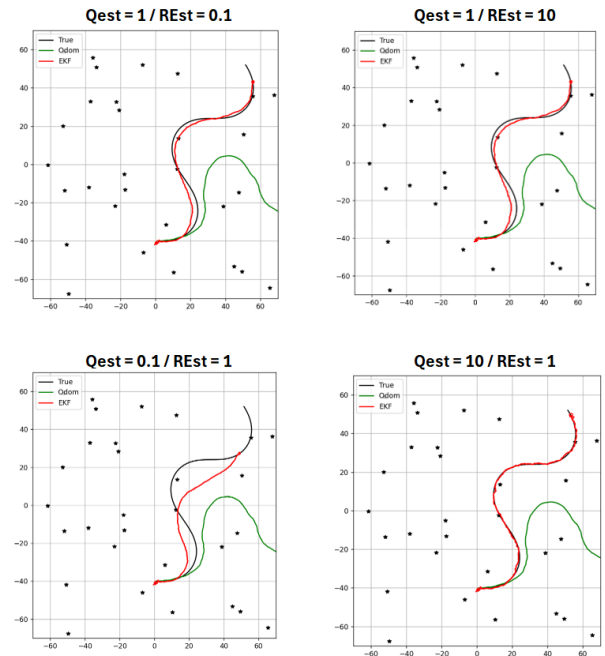 Qest = 1 / REst = 0.1
True
Odom
EKF
60
40
20
0
−20
−40
−60
−60 −40 −20 0 20 40 60
Qest = 1 / REst = 10
True
Odom
EKF
60
40
20
0
−20
−40
−60
−60 −40 −20 0 20 40 60
Qest = 0.1 / REst = 1
True
Odom
EKF
60
40
20
0
−20
−40
−60
−60 −40 −20 0 20 40 60
Qest = 10 / REst = 1
True
Odom
EKF
60
40
20
0
−20
−40
−60
−60 −40 −20 0 20 40 60